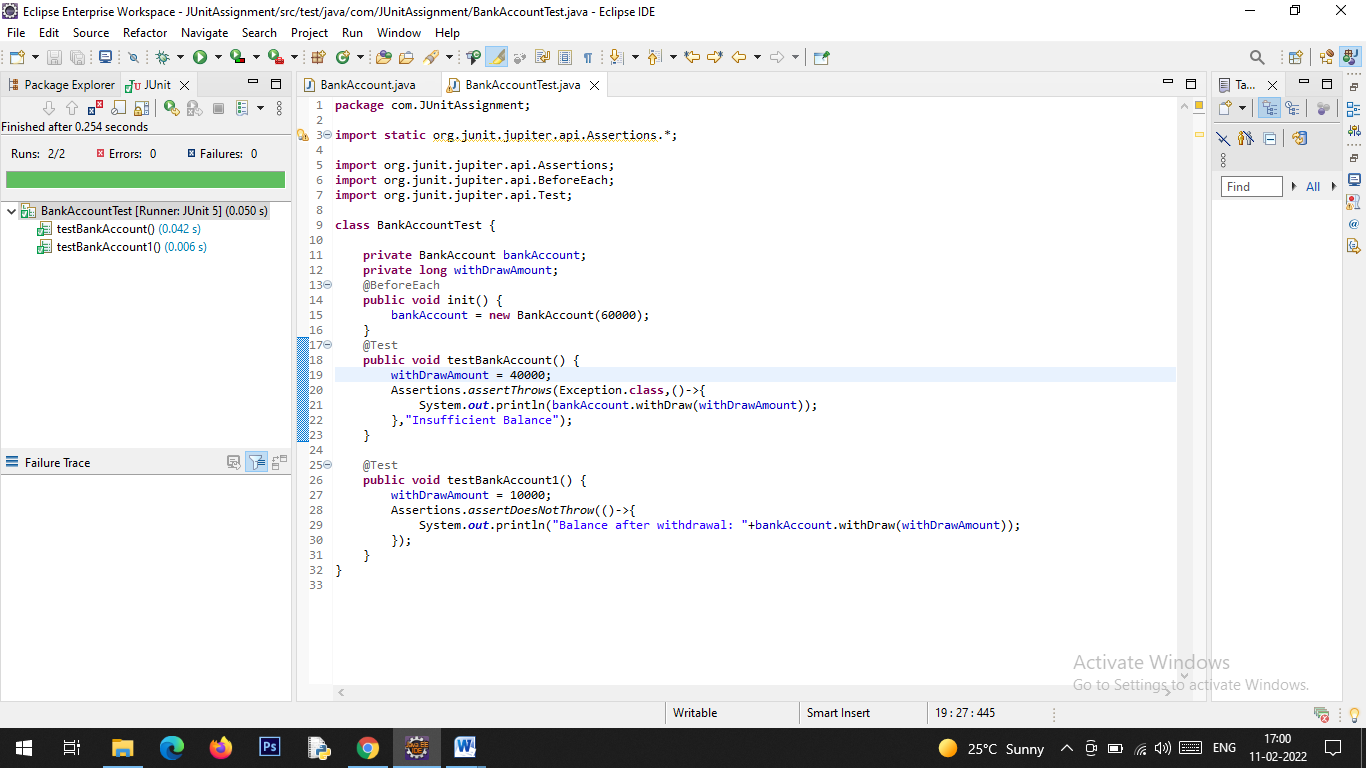 Eclipse Enterprise Workspace - JUnitAssignment/src/test/java/com/JUnitAssignment/BankAccountTest.java - Eclipse IDE
File Edit Source Refactor Navigate Search Project Run Window Help
Package Explorer JUnit
Finished after 0.254 seconds
Runs: 2/2 Errors: 0 Failures: 0
BankAccountTest [Runner: JUnit 5] (0.050 s)
testBankAccount() (0.042 s)
testBankAccount1() (0.006 s)
Failure Trace
BankAccount.java BankAccountTest.java
1 package com.JUnitAssignment;
2
3 import static org.junit.jupiter.api.Assertions.*;
4
5 import org.junit.jupiter.api.Assertions;
6 import org.junit.jupiter.api.BeforeEach;
7 import org.junit.jupiter.api.Test;
8
9 class BankAccountTest {
10
11 private BankAccount bankAccount;
12 private long withDrawAmount;
13 @BeforeEach
14 public void init() {
15 bankAccount = new BankAccount(60000);
16 }
17 @Test
18 public void testBankAccount() {
19 withDrawAmount = 40000;
20 Assertions.assertThrows(Exception.class,()->{
21 System.out.println(bankAccount.withDraw(withDrawAmount));
22 },"Insufficient Balance");
23 }
24
25 @Test
26 public void testBankAccount1() {
27 withDrawAmount = 10000;
28 Assertions.assertDoesNotThrow(()->{
29 System.out.println("Balance after withdrawal: "+bankAccount.withDraw(withDrawAmount));
30 });
31 }
32 }
33
Ta...
Find All
Activate Windows
Go to Settings to activate Windows.
Writable Smart Insert 19 : 27 : 445
25°C Sunny ENG 17:00
11-02-2022